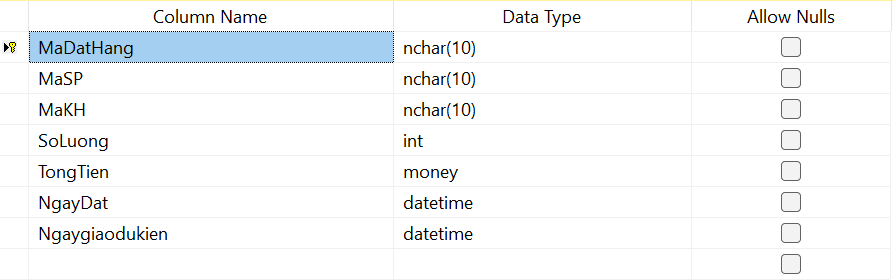 Column Name Data Type Allow Nulls
MaDatHang nchar(10)
MaSP nchar(10)
MaKH nchar(10)
SoLuong int
TongTien money
NgayDat datetime
Ngaygiaodukien datetime